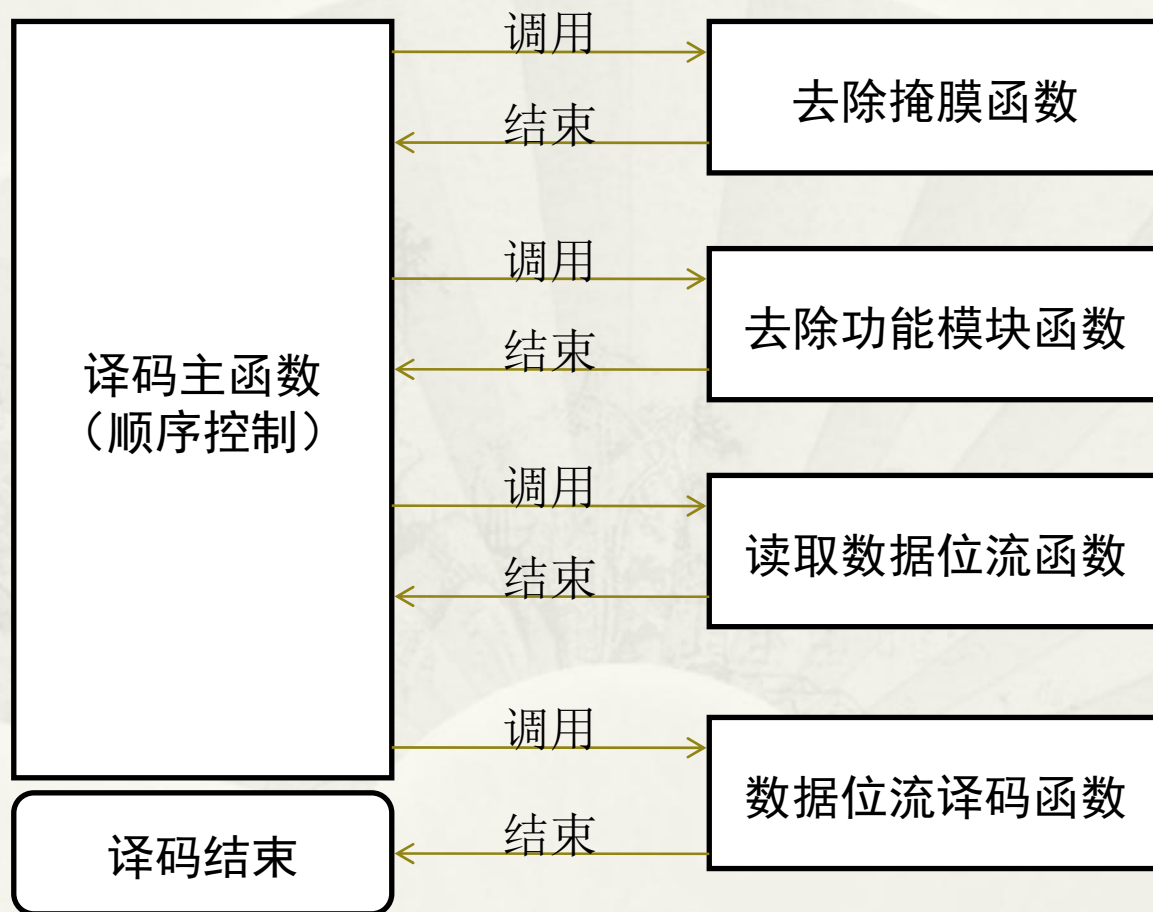 调用
去除掩膜函数
结束
调用
去除功能模块函数
结束
译码主函数
（顺序控制）
调用
读取数据位流函数
结束
调用
数据位流译码函数
结束
译码结束